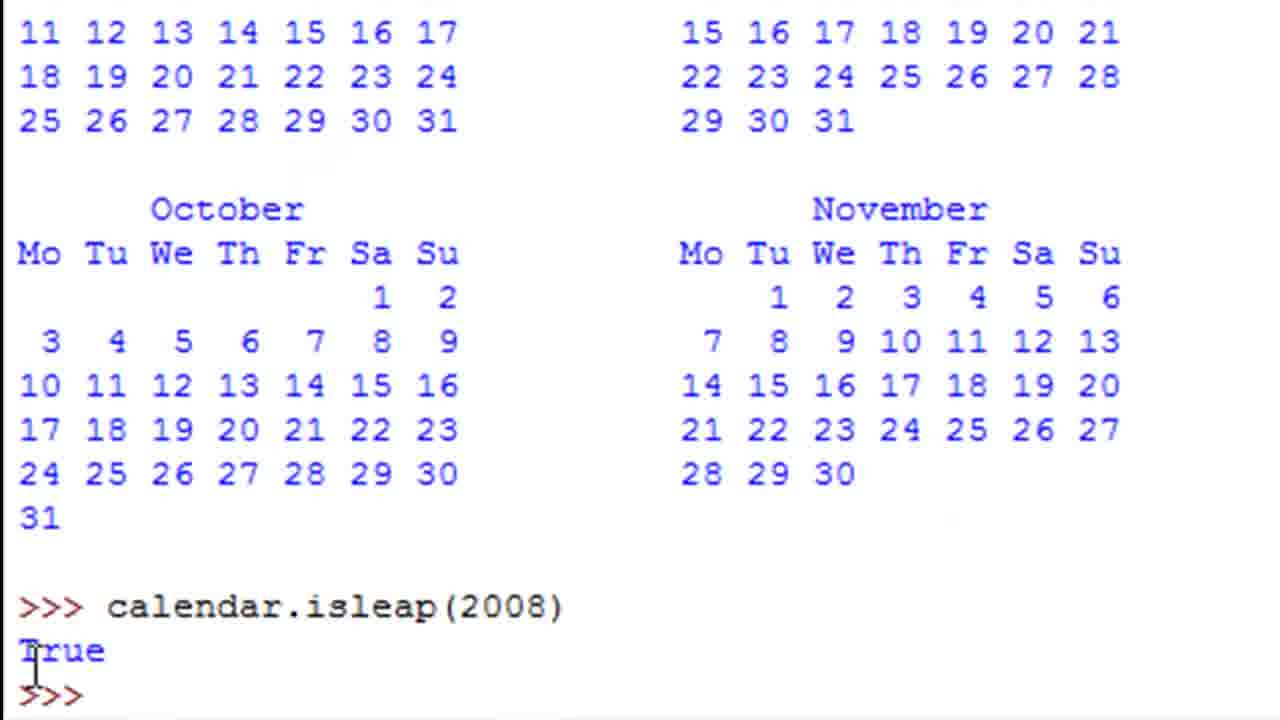 11 12 13 14 15 16 17 15 16 17 18 19 20 21
18 19 20 21 22 23 24 22 23 24 25 26 27 28
25 26 27 28 29 30 31 29 30 31
October November
Mo Tu We Th Fr Sa Su Mo Tu We Th Fr Sa Su
1 2 1 2 3 4 5 6
3 4 5 6 7 8 9 7 8 9 10 11 12 13
10 11 12 13 14 15 16 14 15 16 17 18 19 20
17 18 19 20 21 22 23 21 22 23 24 25 26 27
24 25 26 27 28 29 30 28 29 30
31
>>> calendar.isleap(2008)
True
>>>